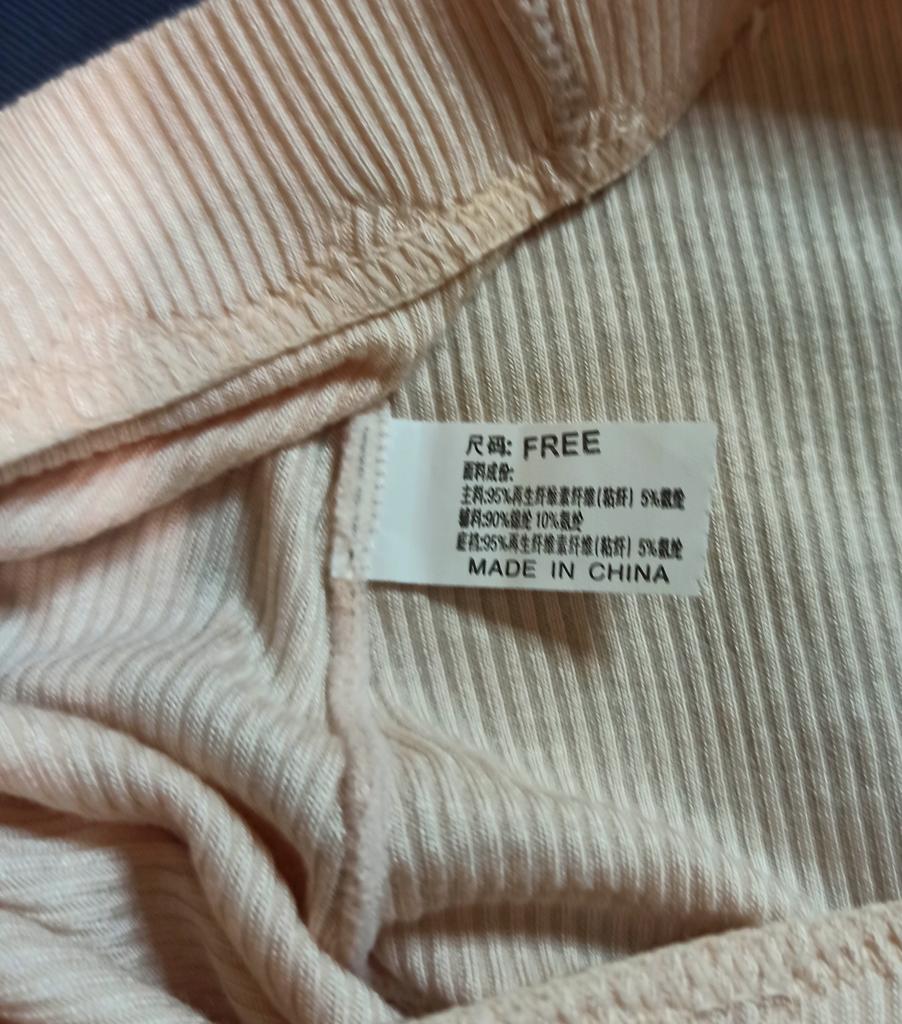 尺码: FREE
面料成份:
主料:95%再生纤维素纤维(粘纤) 5%氨纶
辅料:90%锦纶 10%氨纶
底裆:95%再生纤维素纤维(粘纤) 5%氨纶
MADE IN CHINA